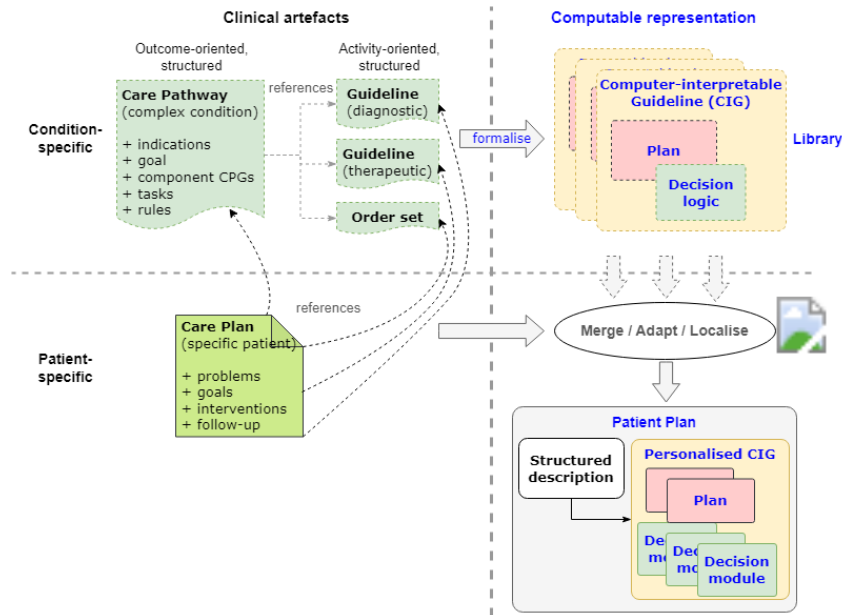 Clinical artefacts
Computable representation
Outcome-oriented,
structured
Activity-oriented,
structured
Condition-
specific
Care Pathway
(complex condition)
+ indications
+ goal
+ component CPGs
+ tasks
+ rules
references
Guideline
(diagnostic)
Guideline
(therapeutic)
Order set
formalise
Computer-interpretable
Guideline (CIG)
Plan
Decision
logic
Library
Patient-
specific
Care Plan
(specific patient)
+ problems
+ goals
+ interventions
+ follow-up
references
Merge / Adapt / Localise
Patient Plan
Structured
description
Personalised CIG
Plan
Decision
module